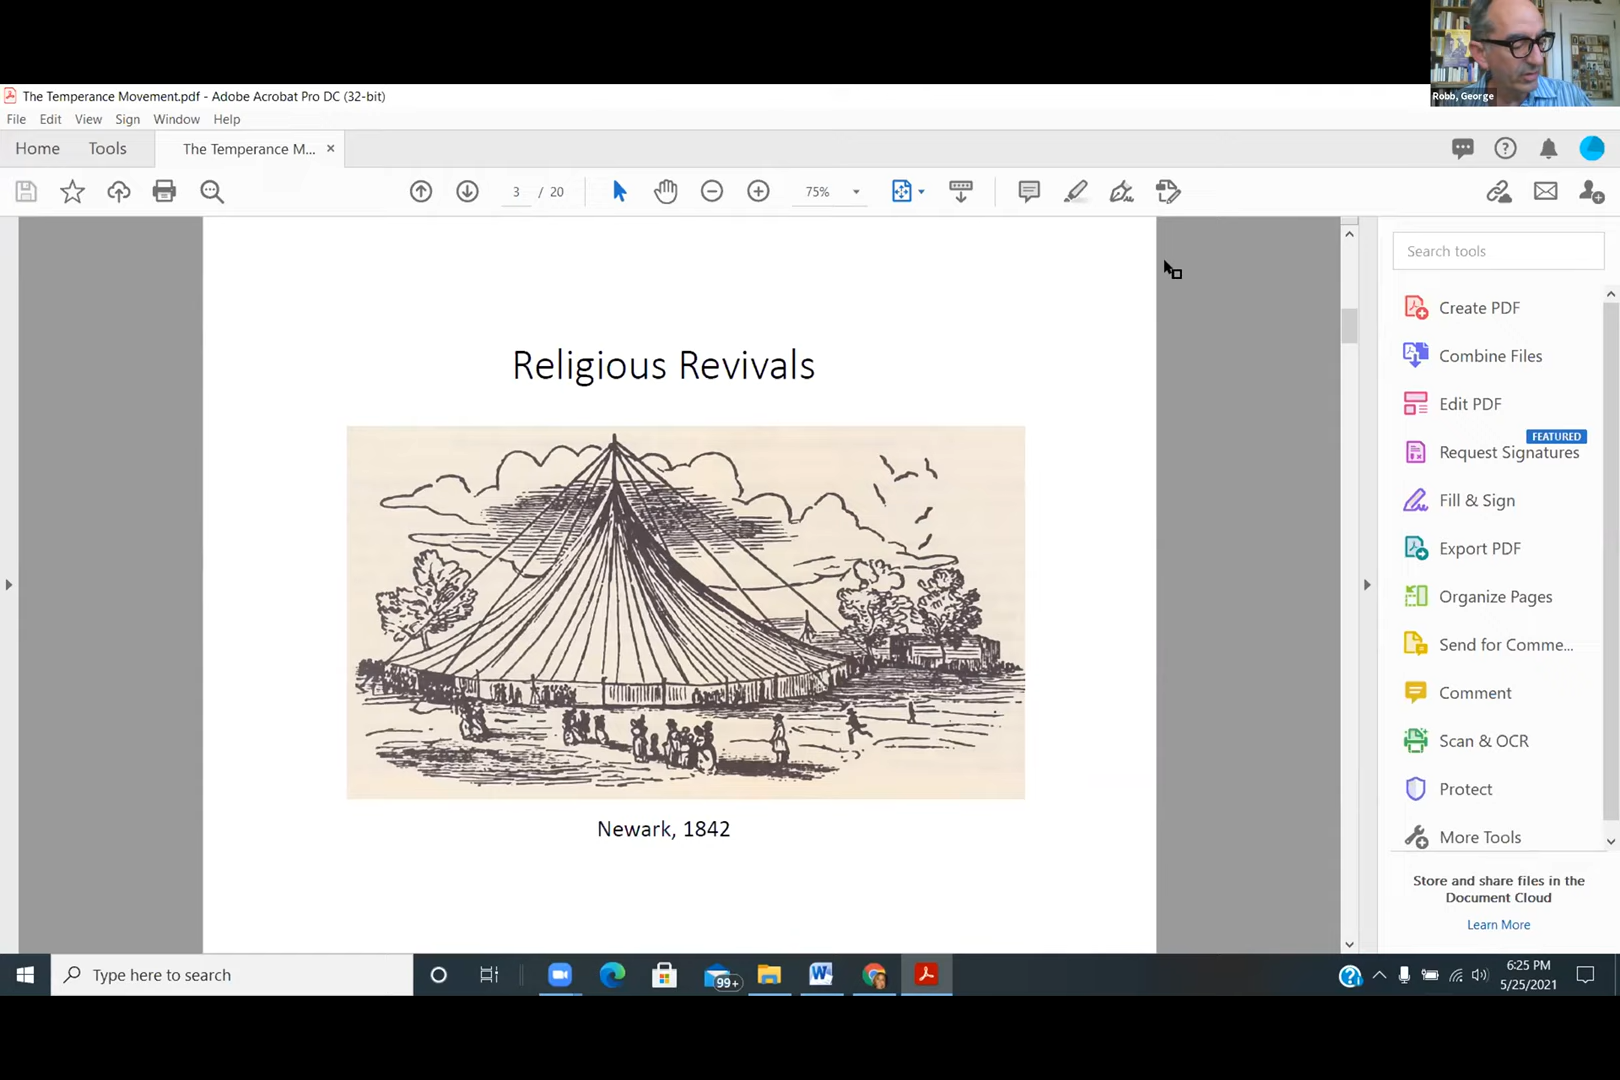 Robb, George
The Temperance Movement.pdf - Adobe Acrobat Pro DC (32-bit)
File Edit View Sign Window Help
Home Tools The Temperance M... ×
3 / 20 75%
Search tools
Create PDF
Combine Files
Edit PDF
FEATURED
Request Signatures
Fill & Sign
Export PDF
Organize Pages
Send for Comme...
Comment
Scan & OCR
Protect
More Tools
Store and share files in the
Document Cloud
Learn More
Religious Revivals
Newark, 1842
Type here to search
99+
6:25 PM
5/25/2021